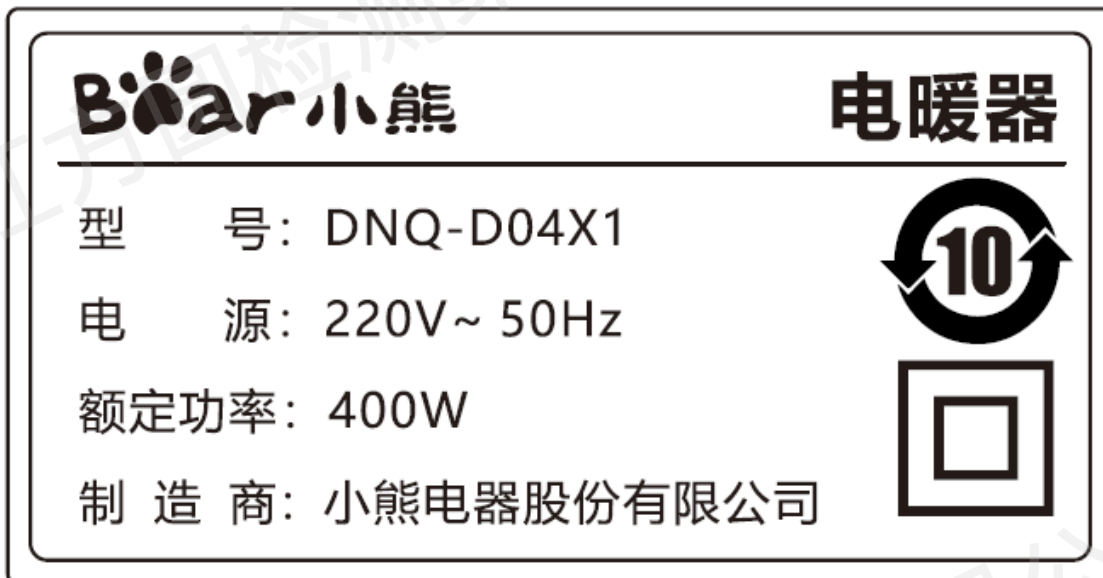 Bear小熊 电暖器
型 号：DNQ-D04X1
10
电 源：220V~ 50Hz
额定功率：400W
制 造 商：小熊电器股份有限公司